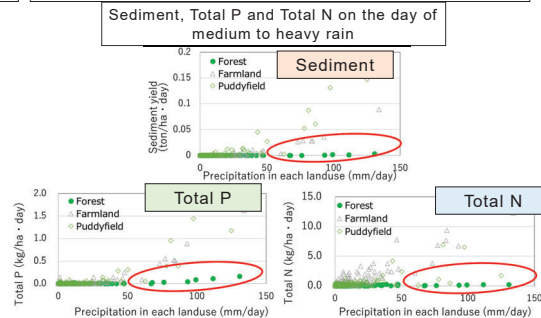 Sediment, Total P and Total N on the day of
medium to heavy rain
Sediment
Forest
Farmland
Puddyfield
Sediment yield
(ton/ha・day)
0.2
0.15
0.1
0.05
0
0
50
100
150
Precipitation in each landuse (mm/day)
Total P
Forest
Farmland
Puddyfield
Total P (kg/ha・day)
2.0
1.5
1.0
0.5
0.0
0
50
100
150
Precipitation in each landuse (mm/day)
Total N
Forest
Farmland
Puddyfield
Total N (kg/ha・day)
15.0
10.0
5.0
0.0
0
50
100
150
Precipitation in each landuse (mm/day)